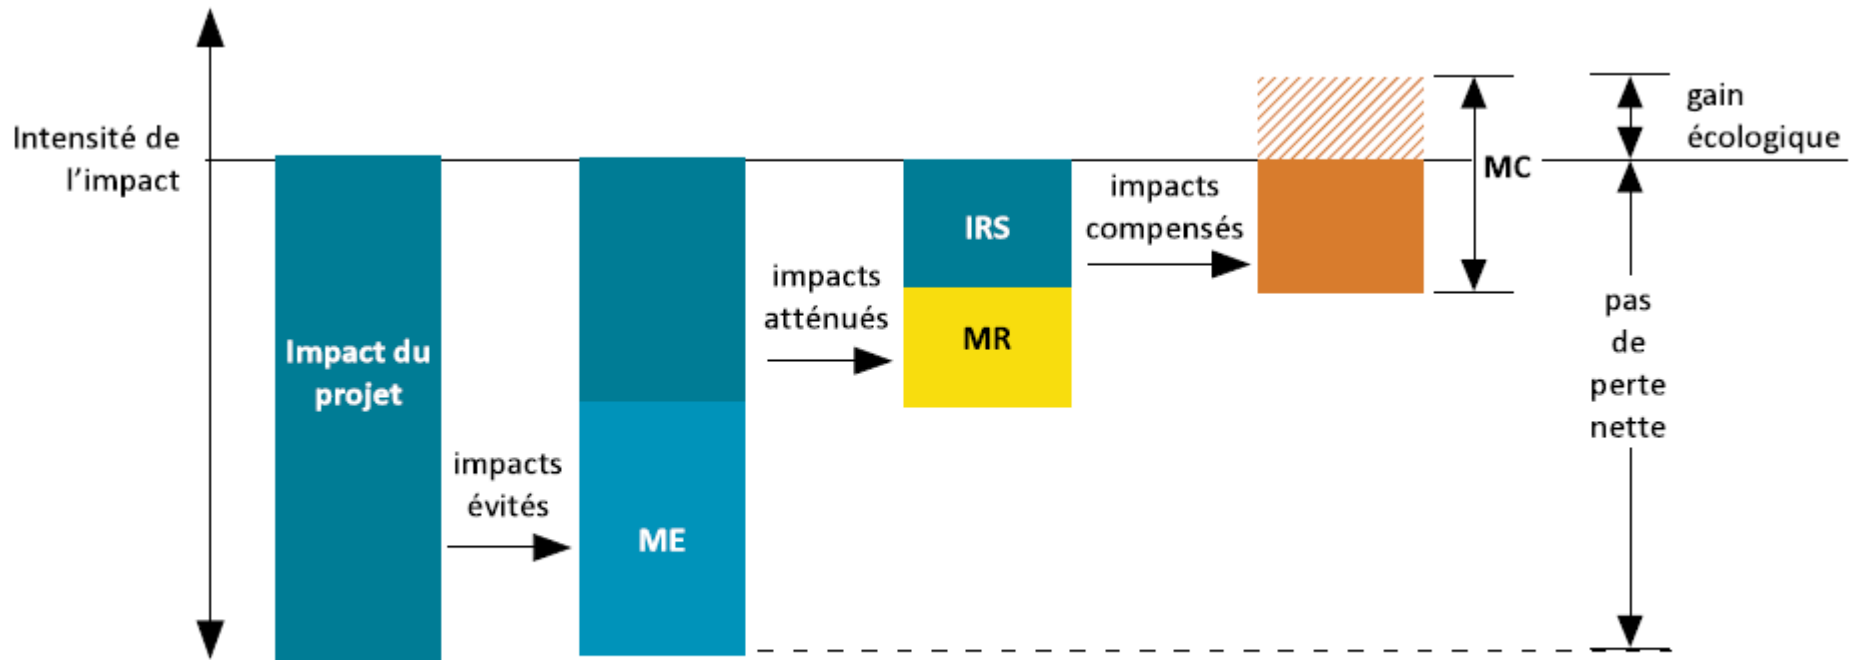 Intensité de
l'impact
Impact du
projet
impacts
évités
ME
impacts
atténués
IRS
MR
impacts
compensés
MC
gain
écologique
pas
de
perte
nette